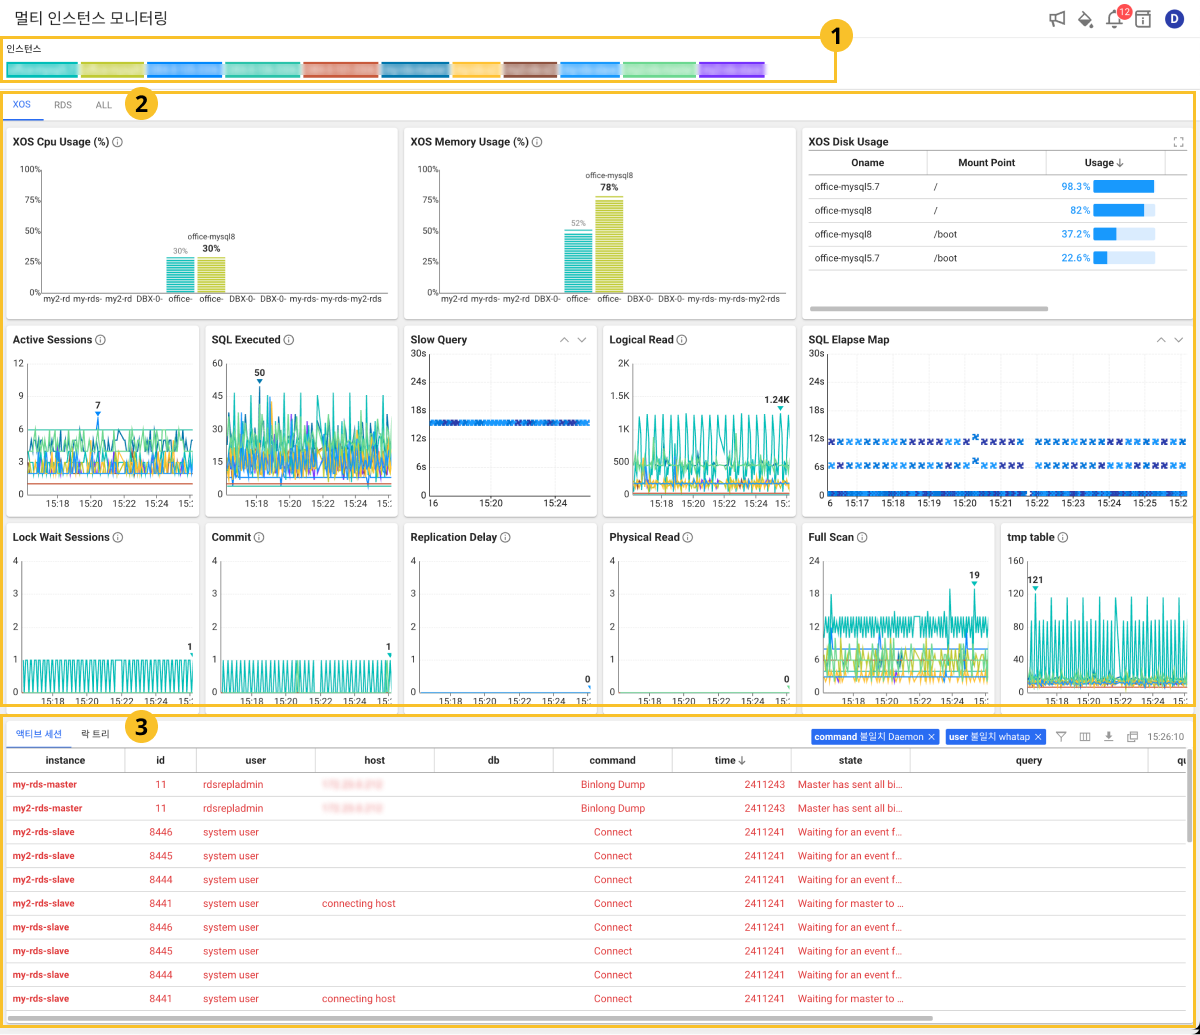 멀티 인스턴스 모니터링
12
D
인스턴스
1
XOS RDS ALL
2
XOS Cpu Usage (%)
100%
75%
50%
25%
0%
30%
office-mysql8
30%
my2-rd my-rds- my2-rd DBX-0- office- office- DBX-0- DBX-0- my-rds- my-rds- my2-rds
XOS Memory Usage (%)
100%
75%
50%
25%
0%
52%
office-mysql8
78%
my2-rd my-rds- my2-rd DBX-0- office- office- DBX-0- DBX-0- my-rds- my-rds- my2-rds
XOS Disk Usage
Oname Mount Point Usage
office-mysql5.7 / 98.3%
office-mysql8 / 82%
office-mysql8 /boot 37.2%
office-mysql5.7 /boot 22.6%
Active Sessions
12
9
6
3
0
7
15:18 15:20 15:22 15:24 15:2
SQL Executed
60
45
30
15
0
50
15:18 15:20 15:22 15:24 15:2
Slow Query
30s
24s
18s
12s
6s
0
16 15:20 15:24
Logical Read
2K
1.5K
1K
500
0
1.24K
15:18 15:20 15:22 15:24 15:2
SQL Elapse Map
30s
24s
18s
12s
6s
0
6 15:17 15:18 15:19 15:20 15:21 15:22 15:23 15:24 15:25 15:2
Lock Wait Sessions
4
3
2
1
0
1
15:18 15:20 15:22 15:24 15:2
Commit
4
3
2
1
0
1
15:18 15:20 15:22 15:24 15:2
Replication Delay
4
3
2
1
0
0
15:18 15:20 15:22 15:24 15:2
Physical Read
4
3
2
1
0
0
15:18 15:20 15:22 15:24 15:2
Full Scan
24
18
12
6
0
19
15:18 15:20 15:22 15:24 15:2
tmp table
160
120
80
40
0
121
15:18 15:20 15:22 15:24 15:2
액티브 세션 락 트리
3
command 불일치 Daemon × user 불일치 whatap × 15:26:10
instance id user host db command time state query qu
my-rds-master 11 rdsrepladmin Binlong Dump 2411243 Master has sent all bi...
my2-rds-master 11 rdsrepladmin Binlong Dump 2411243 Master has sent all bi...
my2-rds-slave 8446 system user Connect 2411241 Waiting for an event f...
my2-rds-slave 8445 system user Connect 2411241 Waiting for an event f...
my2-rds-slave 8444 system user Connect 2411241 Waiting for an event f...
my2-rds-slave 8441 system user connecting host Connect 2411241 Waiting for master to ...
my-rds-slave 8446 system user Connect 2411241 Waiting for an event f...
my-rds-slave 8445 system user Connect 2411241 Waiting for an event f...
my-rds-slave 8444 system user Connect 2411241 Waiting for an event f...
my-rds-slave 8441 system user connecting host Connect 2411241 Waiting for master to ...